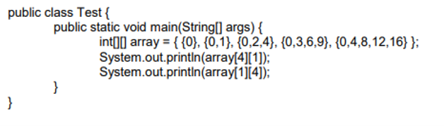 public class Test {
public static void main(String[] args) {
int[][] array = { {0}, {0,1}, {0,2,4}, {0,3,6,9}, {0,4,8,12,16} };
System.out.println(array[4][1]);
System.out.println(array[1][4]);
}
}